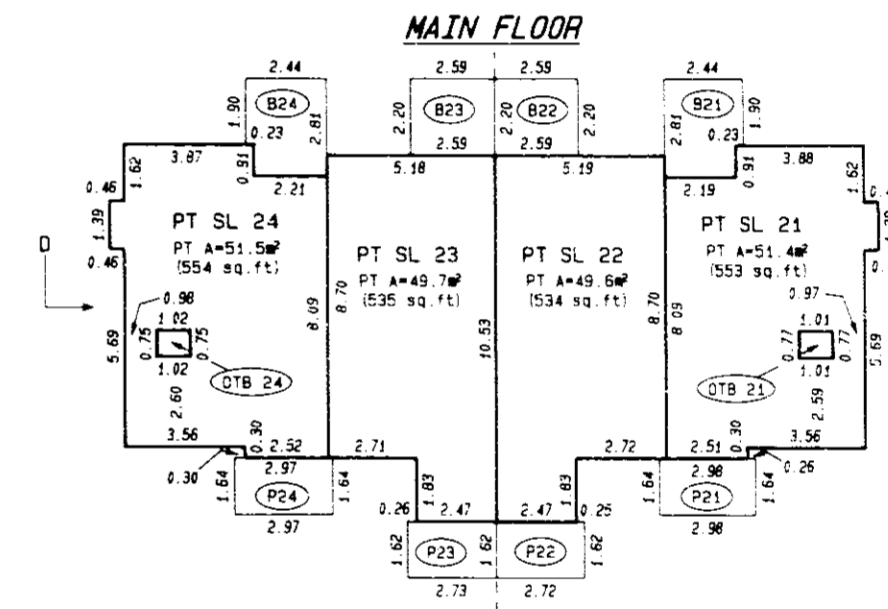 MAIN FLOOR
2.44 2.59 2.59 2.44
1.90 B24 2.81 2.20 B23 2.20 B22 2.20 2.81 B21 1.90
0.23 2.59 2.59 0.23
3.87 0.91 2.21 5.18 5.19 2.19 0.91 3.88
0.46 1.62 1.62
1.39
0.46
D
PT SL 24
PT A=51.5m²
(554 sq.ft)
PT SL 23
PT A=49.7m²
(535 sq.ft)
PT SL 22
PT A=49.6m²
(534 sq.ft)
PT SL 21
PT A=51.4m²
(553 sq.ft)
8.09 8.70 10.53 8.70 8.09
0.98 0.97
5.69 0.75 1.02 0.75 0.77 1.01 0.77 5.69
1.02 1.01
OTB 24 OTB 21
2.60 2.59
3.56 0.30 2.52 2.71 2.72 2.51 0.30 3.56
0.30 2.97 2.98 0.26
1.64 P24 1.64 1.83 1.83 1.64 P21 1.64
2.97 0.26 2.47 2.47 0.25 2.98
1.62 P23 1.62 P22 1.62
2.73 2.72